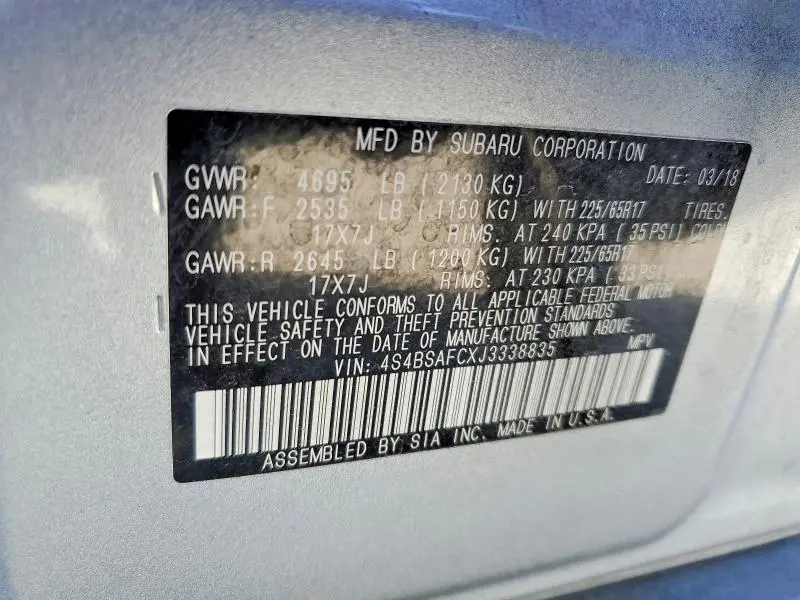 MFD BY SUBARU CORPORATION
GVWR: 4695 LB (2130 KG) DATE: 03/18
GAWR:F 2535 LB (1150 KG) WITH 225/65R17 TIRES.
17X7J RIMS. AT 240 KPA (35 PSI) COLD
GAWR:R 2645 LB (1200 KG) WITH 225/65R17
17X7J RIMS: AT 230 KPA (33 PSI)
THIS VEHICLE CONFORMS TO ALL APPLICABLE FEDERAL MOTOR
VEHICLE SAFETY AND THEFT PREVENTION STANDARDS
IN EFFECT ON THE DATE OF MANUFACTURE SHOWN ABOVE.
VIN: 4S4BSAFCXJ3338835 MPV
ASSEMBLED BY SIA INC. MADE IN U.S.A.